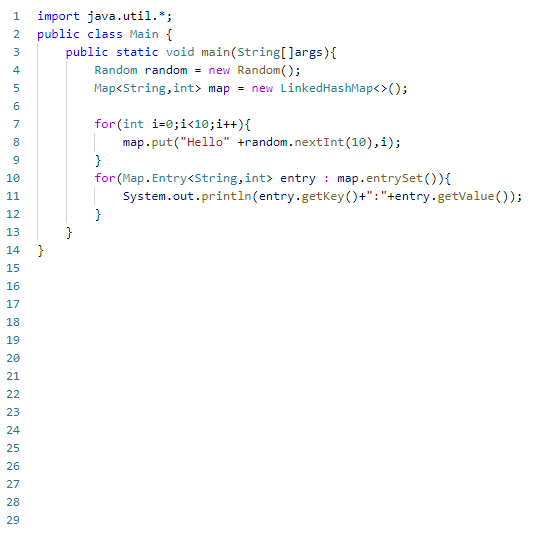 1 import java.util.*;
2 public class Main {
3     public static void main(String[]args){
4         Random random = new Random();
5         Map<String,int> map = new LinkedHashMap<>();
6
7         for(int i=0;i<10;i++){
8             map.put("Hello" +random.nextInt(10),i);
9         }
10         for(Map.Entry<String,int> entry : map.entrySet()){
11             System.out.println(entry.getKey()+":"+entry.getValue());
12         }
13     }
14 }
15
16
17
18
19
20
21
22
23
24
25
26
27
28
29